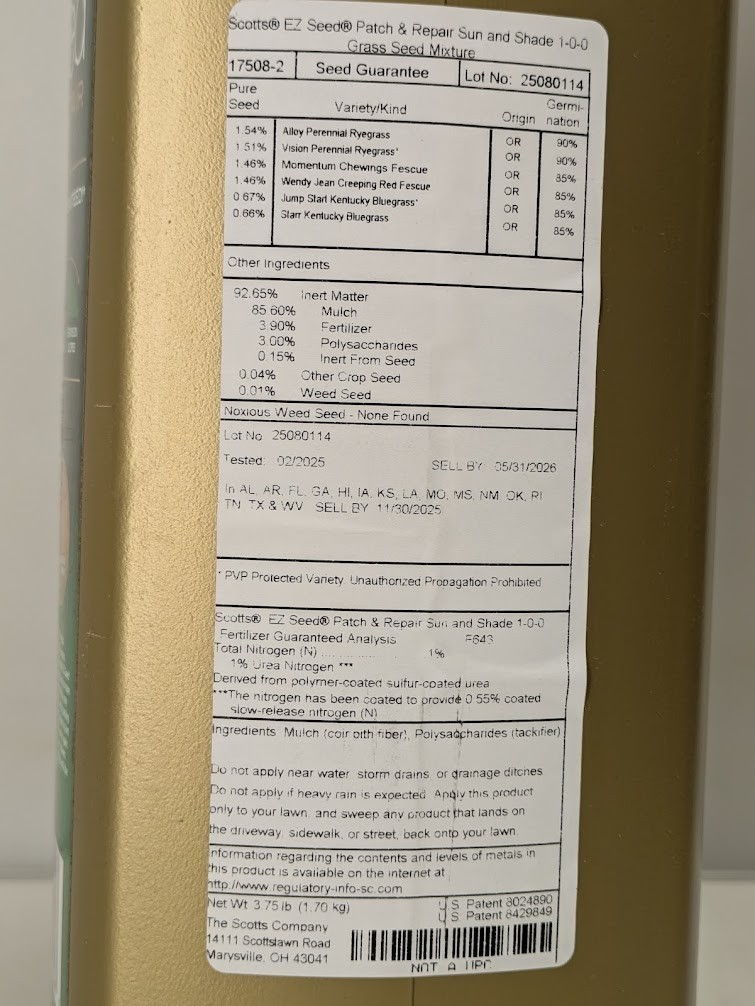 Scotts® EZ Seed® Patch & Repair Sun and Shade 1-0-0
Grass Seed Mixture
17508-2 Seed Guarantee Lot No: 25080114
Pure Seed Variety/Kind Origin Germi-nation
1.54% Alloy Perennial Ryegrass OR 90%
1.51% Vision Perennial Ryegrass* OR 90%
1.46% Momentum Chewings Fescue OR 85%
1.46% Wendy Jean Creeping Red Fescue OR 85%
0.67% Jump Start Kentucky Bluegrass* OR 85%
0.66% Starr Kentucky Bluegrass OR 85%
Other Ingredients
92.65% Inert Matter
85.60% Mulch
3.90% Fertilizer
3.00% Polysaccharides
0.15% Inert From Seed
0.04% Other Crop Seed
0.01% Weed Seed
Noxious Weed Seed - None Found
Lot No 25080114
Tested: 02/2025 SELL BY 05/31/2026
In AL, AR, FL, GA, HI, IA, KS, LA, MO, MS, NM OK, RI
TN TX & WV SELL BY 11/30/2025
* PVP Protected Variety. Unauthorized Propagation Prohibited
Scotts® EZ Seed® Patch & Repair Sun and Shade 1-0-0
Fertilizer Guaranteed Analysis F643
Total Nitrogen (N) .................... 1%
1% Urea Nitrogen ***
Derived from polymer-coated sulfur-coated urea
***The nitrogen has been coated to provide 0.55% coated
slow-release nitrogen (N)
Ingredients Mulch (coir pith fiber), Polysaccharides (tackifier)
Do not apply near water storm drains or drainage ditches
Do not apply if heavy rain is expected Apply this product
only to your lawn and sweep any product that lands on
the driveway, sidewalk, or street, back onto your lawn
Information regarding the contents and levels of metals in
this product is available on the internet at
http://www regulatory-info-sc.com
Net Wt 3.75 lb (1.70 kg) U S Patent 8024890
U S Patent 8429849
The Scotts Company
14111 Scottslawn Road
Marysville, OH 43041
NOT A UPC